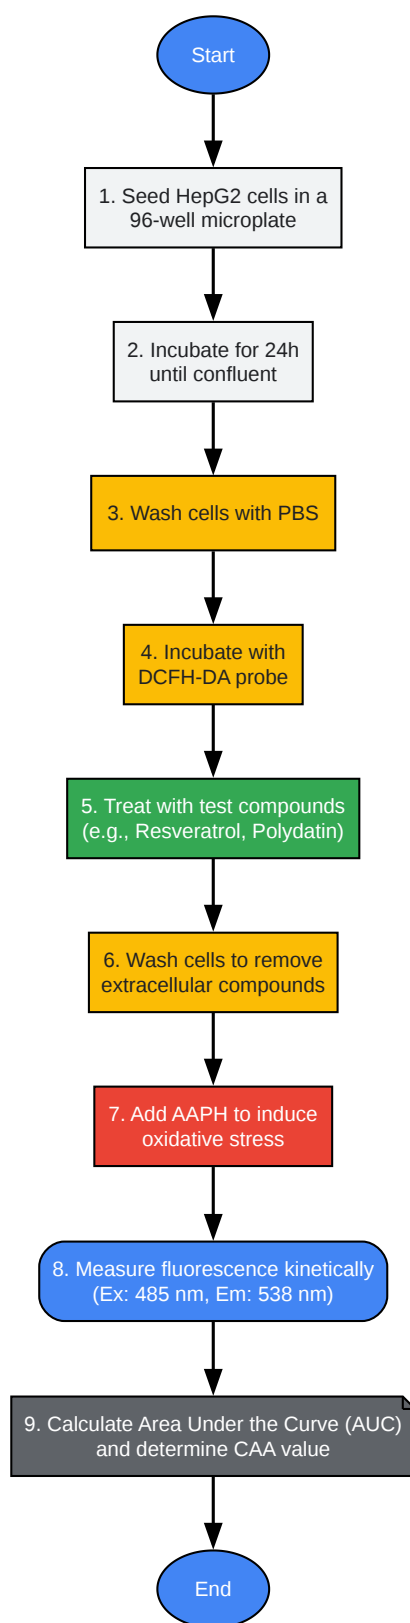 Start
1. Seed HepG2 cells in a
96-well microplate
2. Incubate for 24h
until confluent
3. Wash cells with PBS
4. Incubate with
DCFH-DA probe
5. Treat with test compounds
(e.g., Resveratrol, Polydatin)
6. Wash cells to remove
extracellular compounds
7. Add AAPH to induce
oxidative stress
8. Measure fluorescence kinetically
(Ex: 485 nm, Em: 538 nm)
9. Calculate Area Under the Curve (AUC)
and determine CAA value
End